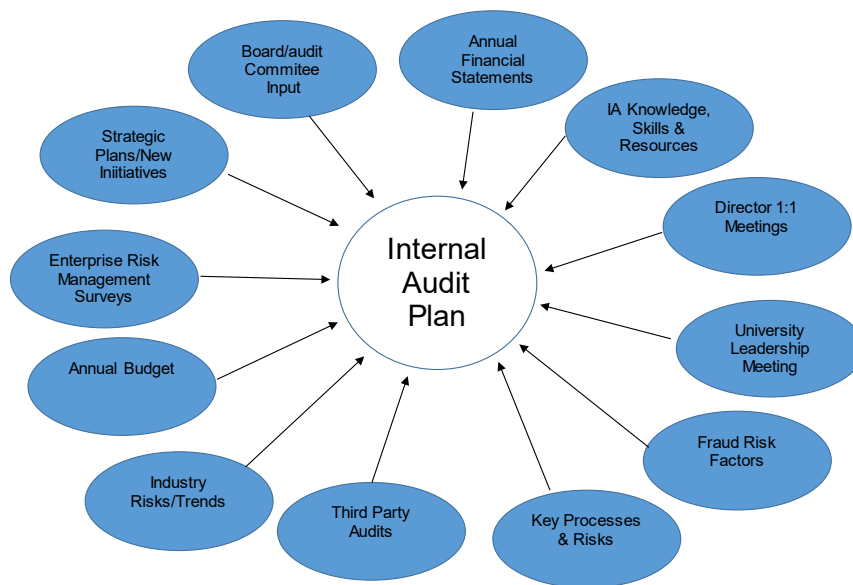 Board/audit
Commitee
Input
Annual
Financial
Statements
IA Knowledge,
Skills &
Resources
Strategic
Plans/New
Iniitiatives
Director 1:1
Meetings
Internal
Audit
Plan
Enterprise Risk
Management
Surveys
University
Leadership
Meeting
Annual Budget
Fraud Risk
Factors
Industry
Risks/Trends
Third Party
Audits
Key Processes
& Risks